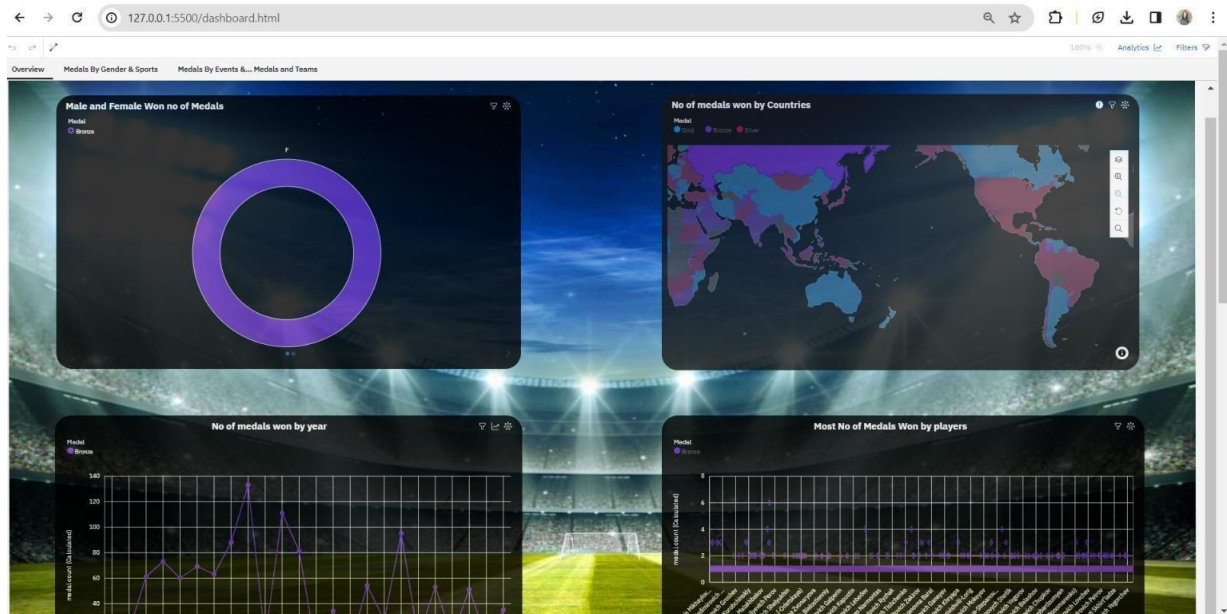 127.0.0.1:5500/dashboard.html
100%
Analytics
Filters
Overview
Medals By Gender & Sports
Medals By Events &...
Medals and Teams
Male and Female Won no of Medals
Medal
Bronze
F
No of medals won by Countries
Medal
Gold Bronze Silver
No of medals won by year
Medal
Bronze
140
120
100
80
60
40
medal count (Calculated)
Most No of Medals Won by players
Medal
Bronze
8
6
4
2
0
medal count (Calculated)